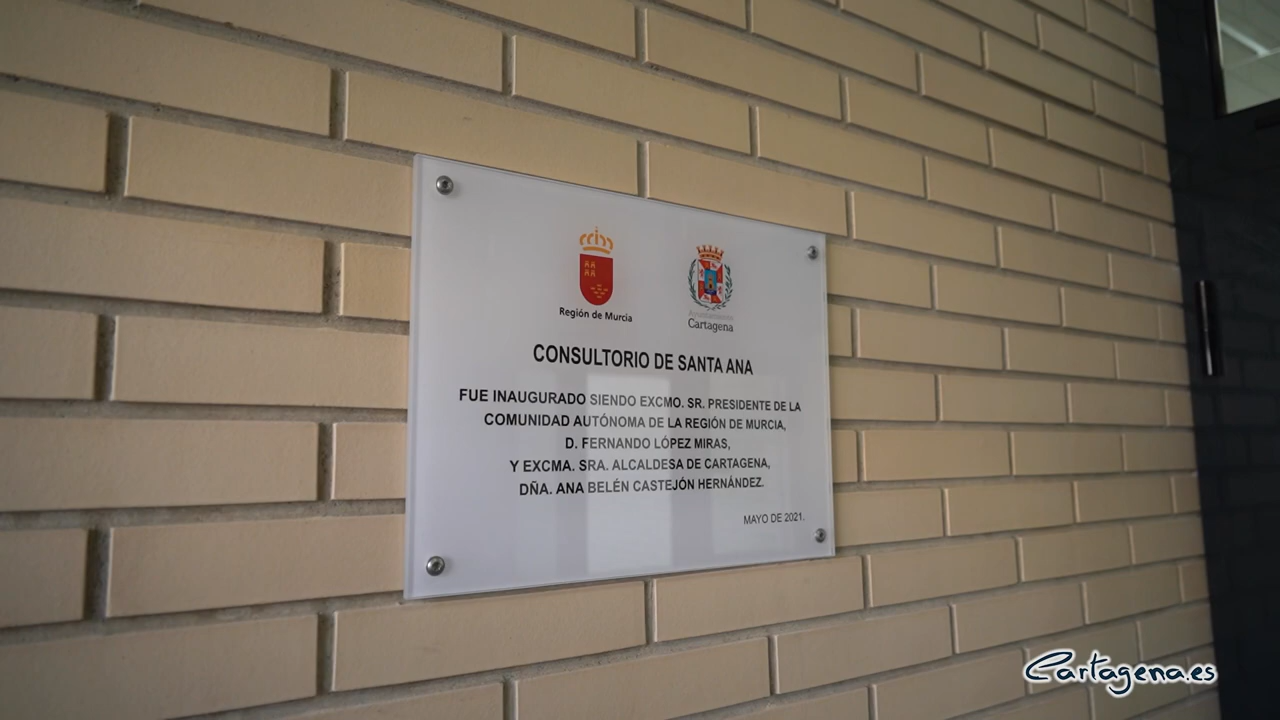 Región de Murcia
Ayuntamiento
Cartagena
CONSULTORIO DE SANTA ANA
FUE INAUGURADO SIENDO EXCMO. SR. PRESIDENTE DE LA
COMUNIDAD AUTÓNOMA DE LA REGIÓN DE MURCIA,
D. FERNANDO LÓPEZ MIRAS,
Y EXCMA. SRA. ALCALDESA DE CARTAGENA,
DÑA. ANA BELÉN CASTEJÓN HERNÁNDEZ.
MAYO DE 2021.
Cartagena.es